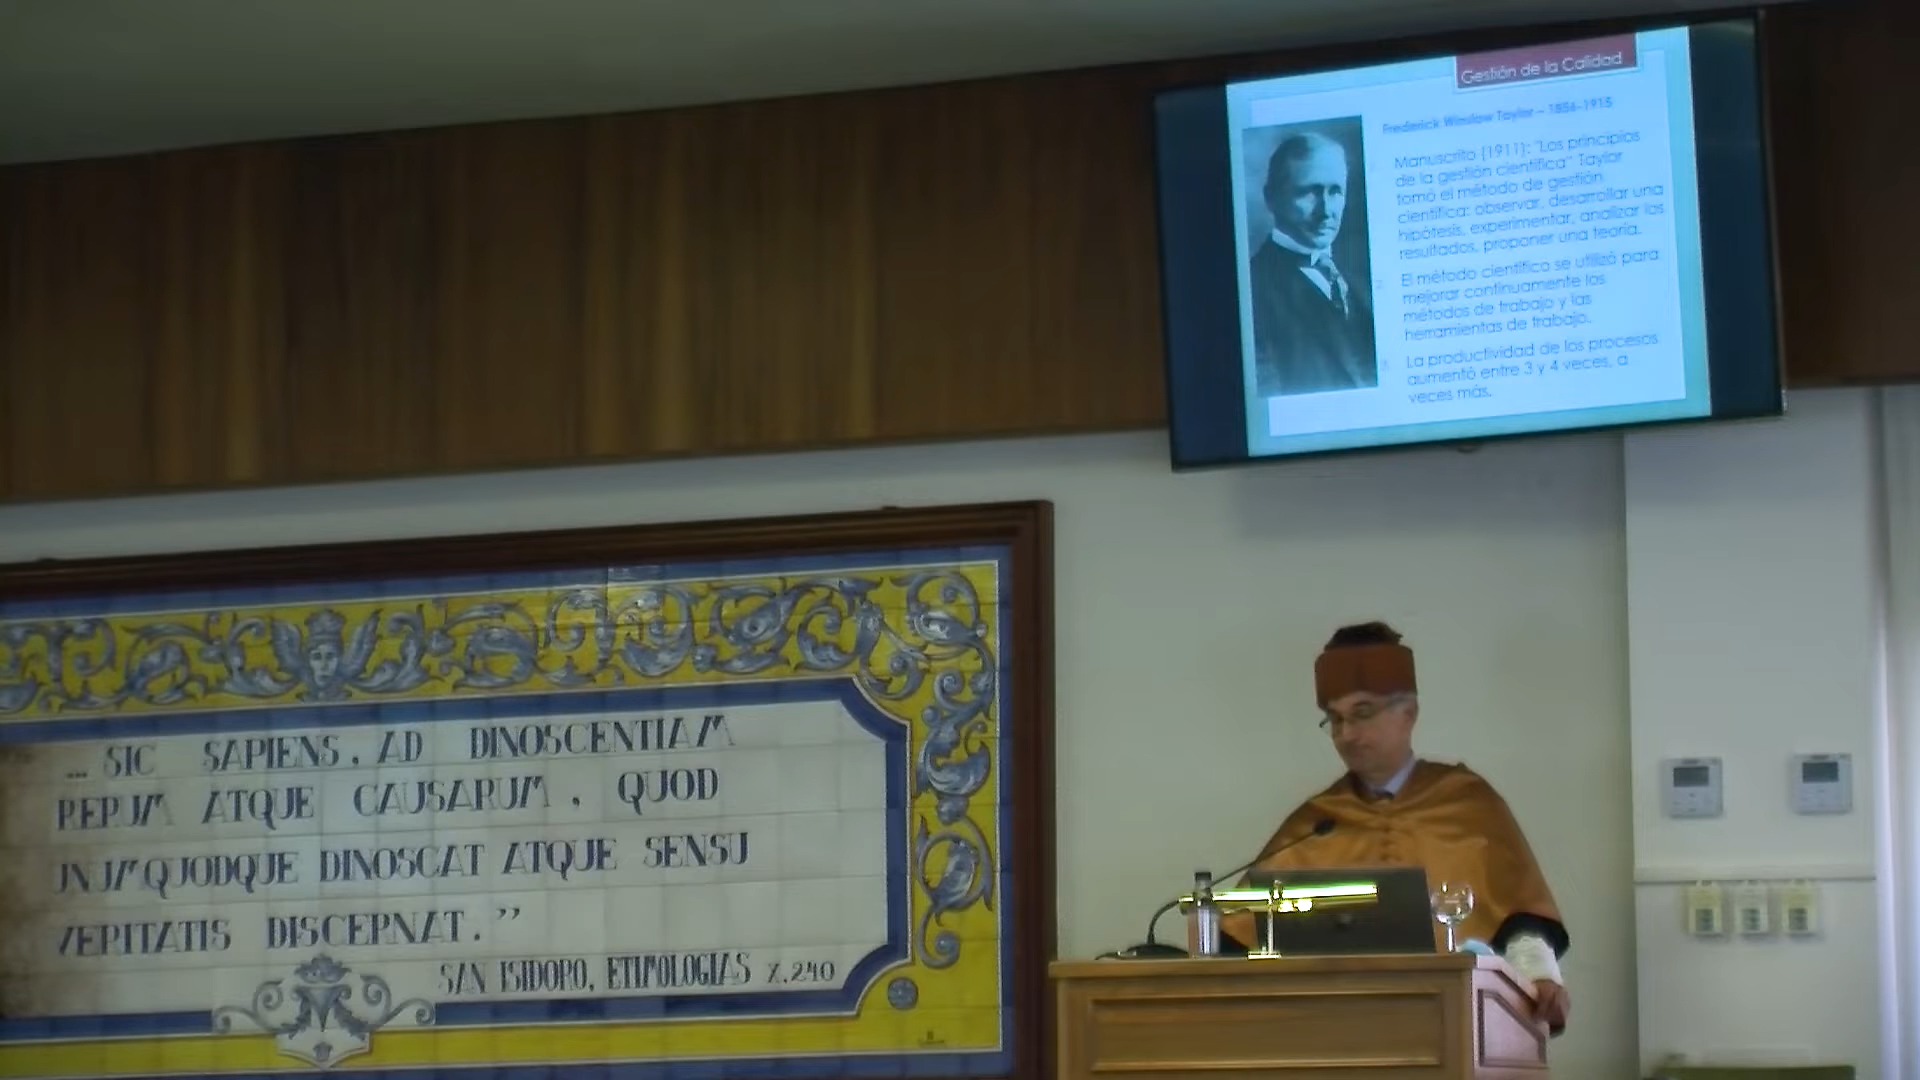 Gestión de la Calidad
Frederick Winslow Taylor – 1856-1915
Manuscrito (1911): "Los principios
de la gestión científica" Taylor
tomó el método de gestión
científica: observar, desarrollar una
hipótesis, experimentar, analizar los
resultados, proponer una teoría.
2. El método científico se utilizó para
mejorar continuamente los
métodos de trabajo y las
herramientas de trabajo.
3. La productividad de los procesos
aumentó entre 3 y 4 veces, a
veces más.
... SIC SAPIENS, AD DINOSCENTIAM
RERUM ATQUE CAUSARUM, QUOD
UNUMQUODQUE DINOSCAT ATQUE SENSU
VERITATIS DISCERNAT.”
SAN ISIDORO, ETIMOLOGIAS X,240